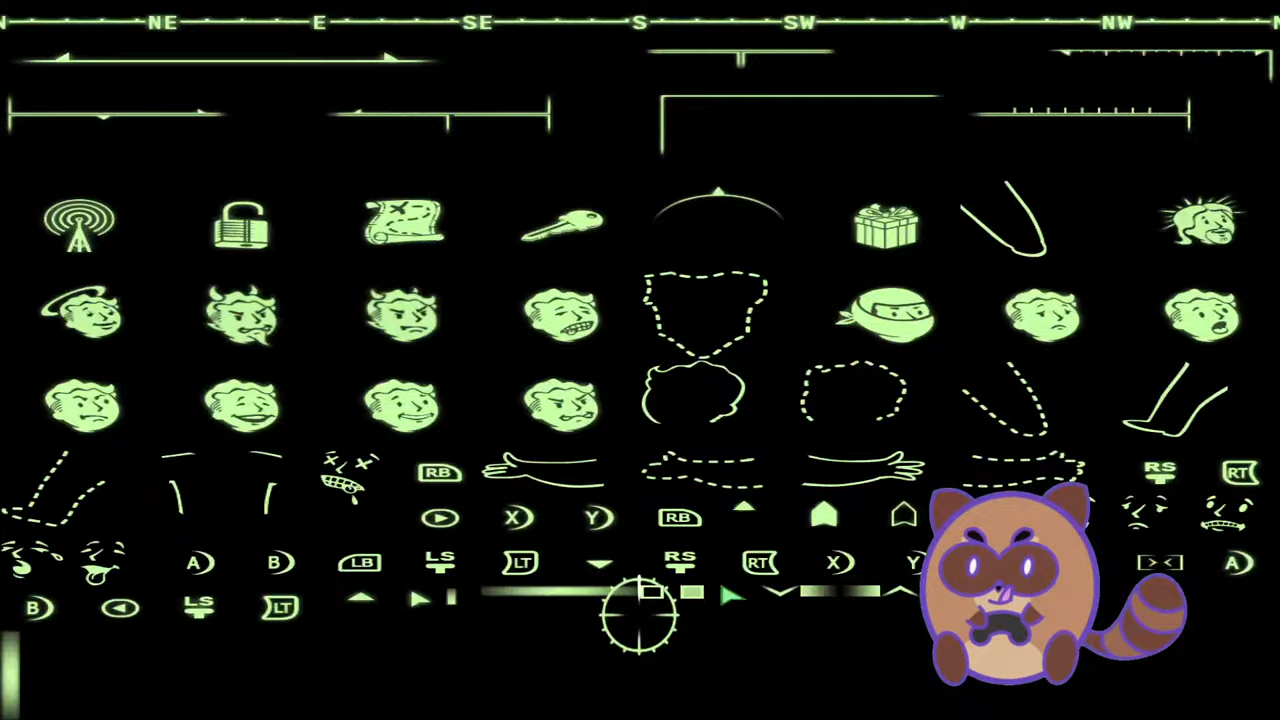 NE E SE S SW W NW
RB RS RT
X Y RB
A B LB LS LT RS RT X Y A
B LS LT